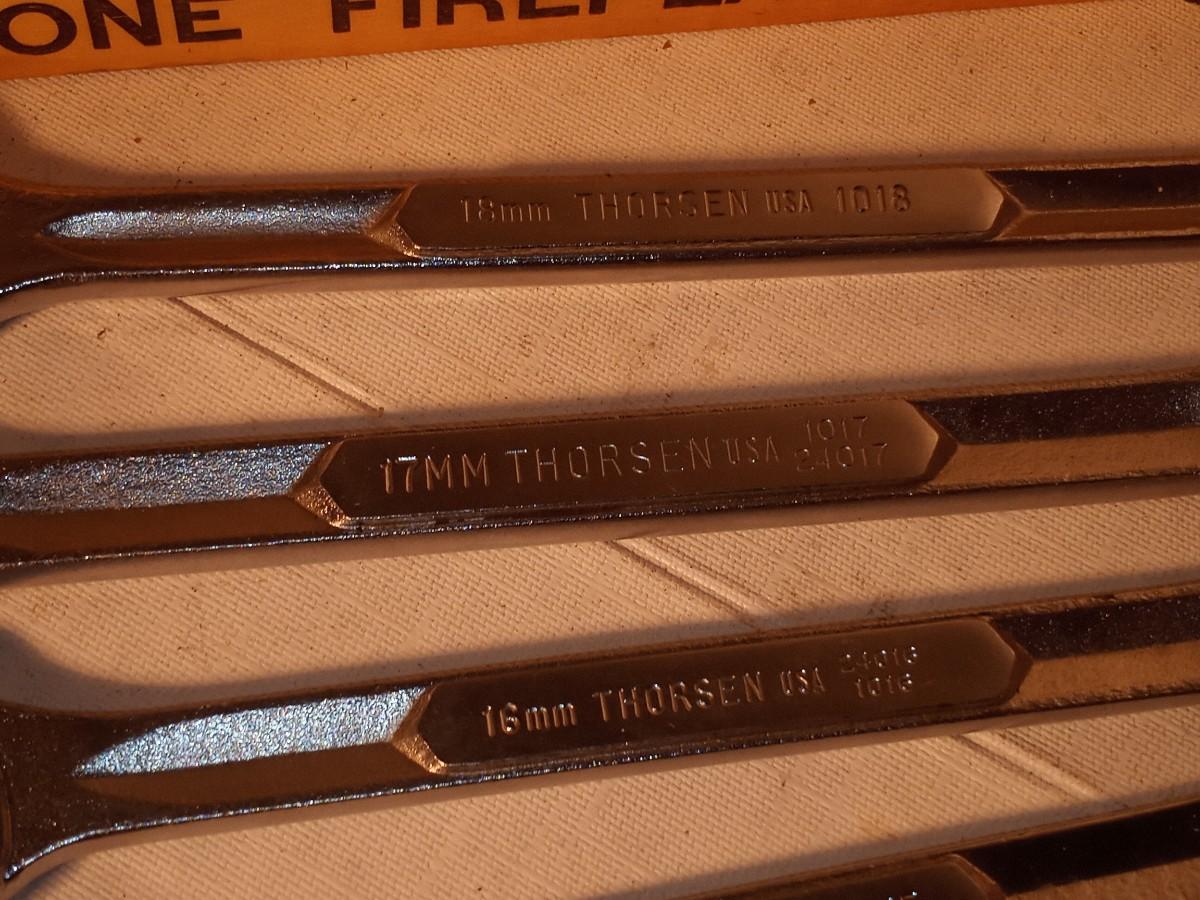 ONE
18mm THORSEN USA 1018
17MM THORSEN USA 1017
24017
16mm THORSEN USA 24016
1016